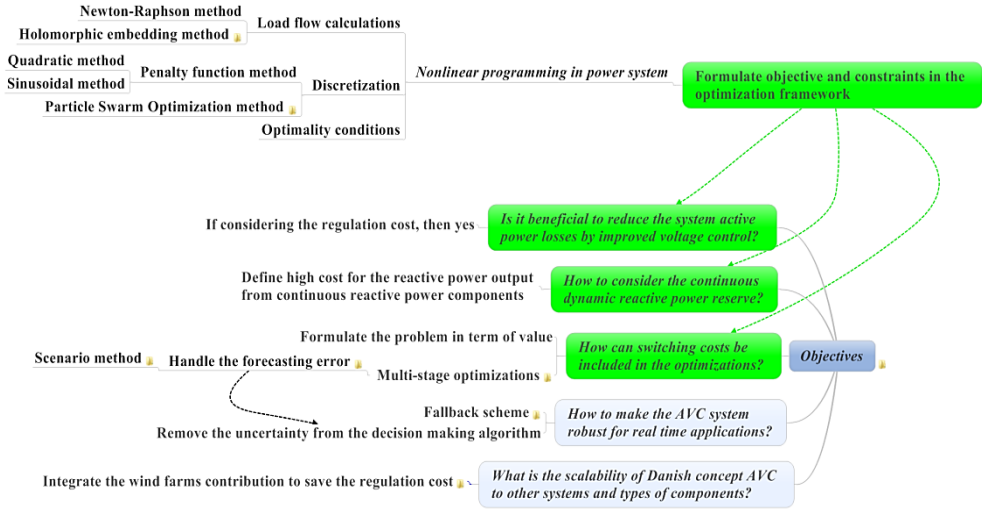 Newton-Raphson method
Holomorphic embedding method
Load flow calculations
Quadratic method
Sinusoidal method
Penalty function method
Particle Swarm Optimization method
Discretization
Optimality conditions
Nonlinear programming in power system
Formulate objective and constraints in the
optimization framework
If considering the regulation cost, then yes
Is it beneficial to reduce the system active
power losses by improved voltage control?
Define high cost for the reactive power output
from continuous reactive power components
How to consider the continuous
dynamic reactive power reserve?
Formulate the problem in term of value
Scenario method
Handle the forecasting error
Multi-stage optimizations
How can switching costs be
included in the optimizations?
Objectives
Fallback scheme
Remove the uncertainty from the decision making algorithm
How to make the AVC system
robust for real time applications?
Integrate the wind farms contribution to save the regulation cost
What is the scalability of Danish concept AVC
to other systems and types of components?